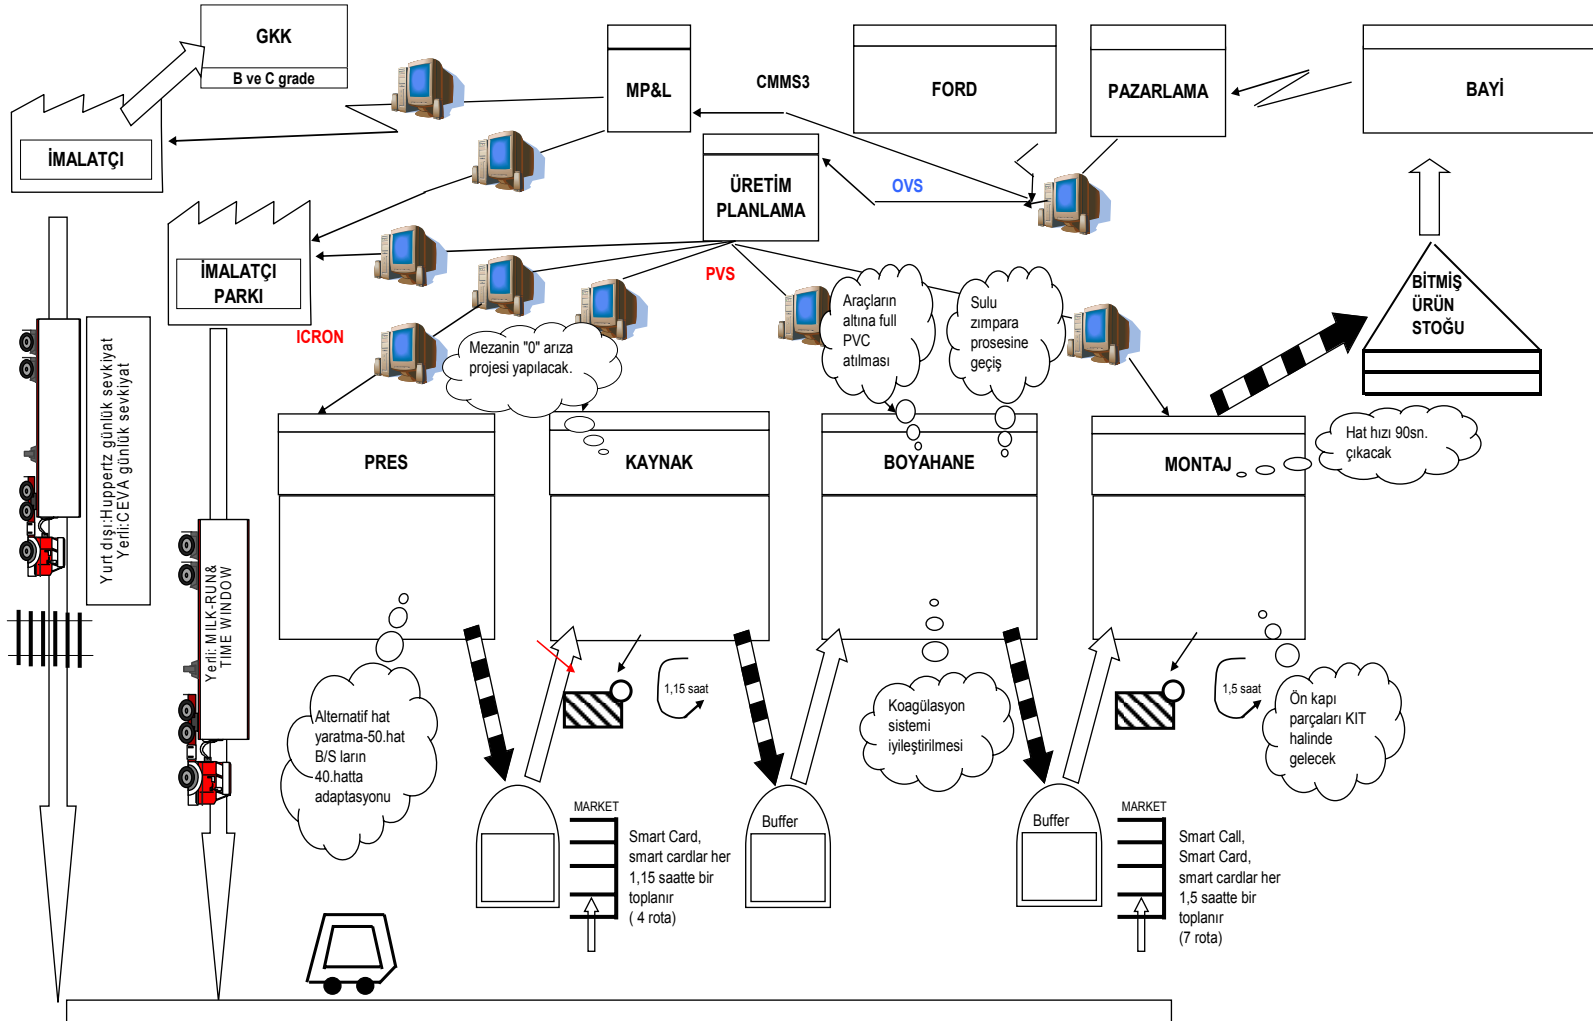 GKK
B ve C grade
İMALATÇI
MP&L
CMMS3
FORD
PAZARLAMA
BAYİ
ÜRETİM
PLANLAMA
OVS
İMALATÇI
PARKI
PVS
ICRON
BİTMİŞ
ÜRÜN
STOĞU
Mezanin "0" arıza
projesi yapılacak.
Araçların
altına full
PVC
atılması
Sulu
zımpara
prosesine
geçiş
Hat hızı 90sn.
çıkacak
Yurt dışı:Huppertz günlük sevkiyat
Yerli:CEVA günlük sevkiyat
Yerli: MILK-RUN&
TIME WINDOW
PRES
KAYNAK
BOYAHANE
MONTAJ
Alternatif hat
yaratma-50.hat
B/S ların
40.hatta
adaptasyonu
1,15 saat
Koagülasyon
sistemi
iyileştirilmesi
1,5 saat
Ön kapı
parçaları KIT
halinde
gelecek
MARKET
Smart Card,
smart cardlar her
1,15 saatte bir
toplanır
( 4 rota)
Buffer
Buffer
MARKET
Smart Call,
Smart Card,
smart cardlar her
1,5 saatte bir
toplanır
(7 rota)